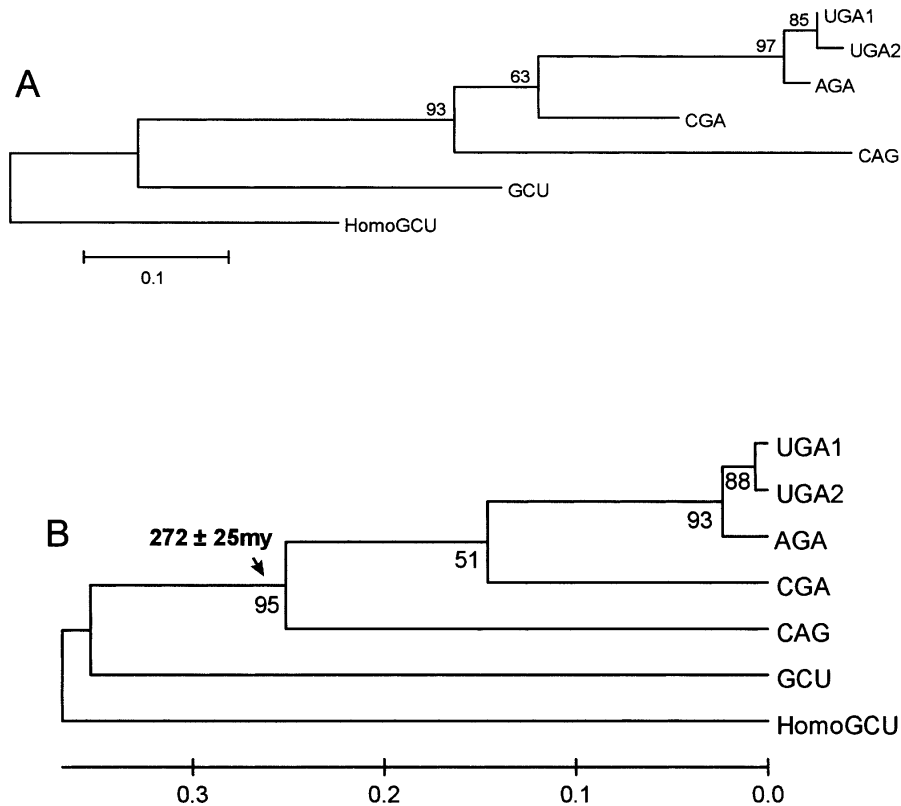 A
85
UGA1
UGA2
97
AGA
63
CGA
93
CAG
GCU
HomoGCU
0.1
B
272 ± 25my
UGA1
88
UGA2
93
AGA
51
CGA
95
CAG
GCU
HomoGCU
0.3 0.2 0.1 0.0